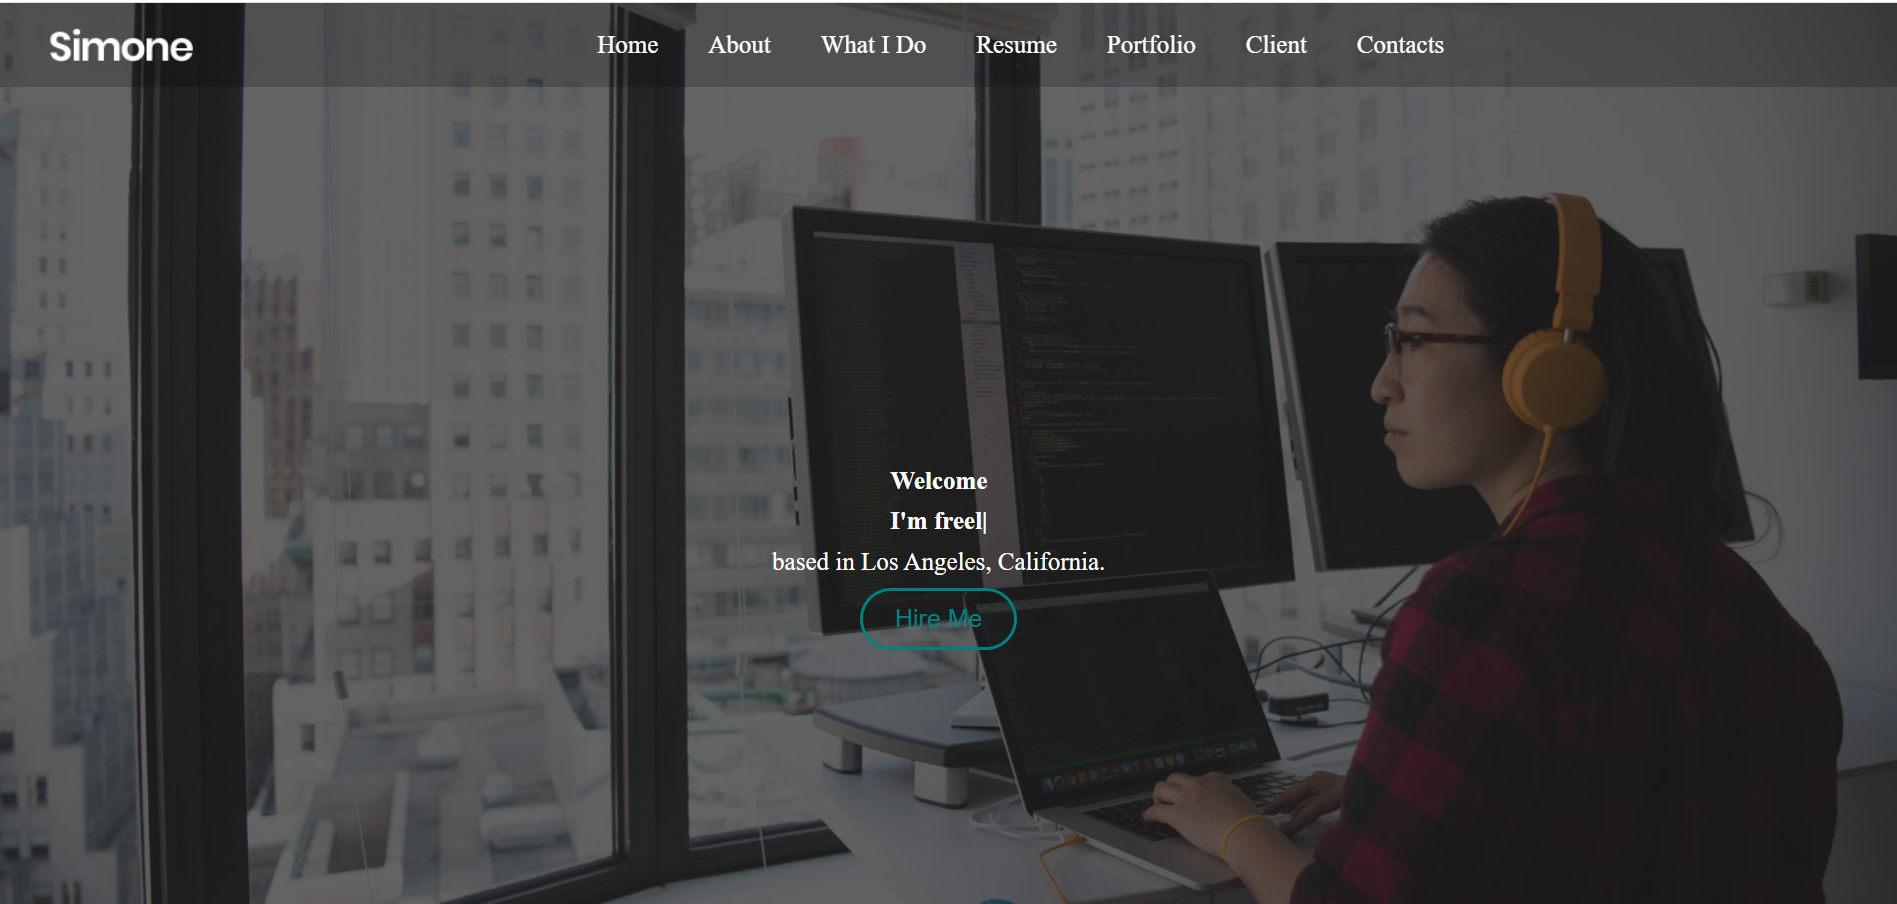 Simone
Home About What I Do Resume Portfolio Client Contacts
Welcome
I'm freel|
based in Los Angeles, California.
Hire Me